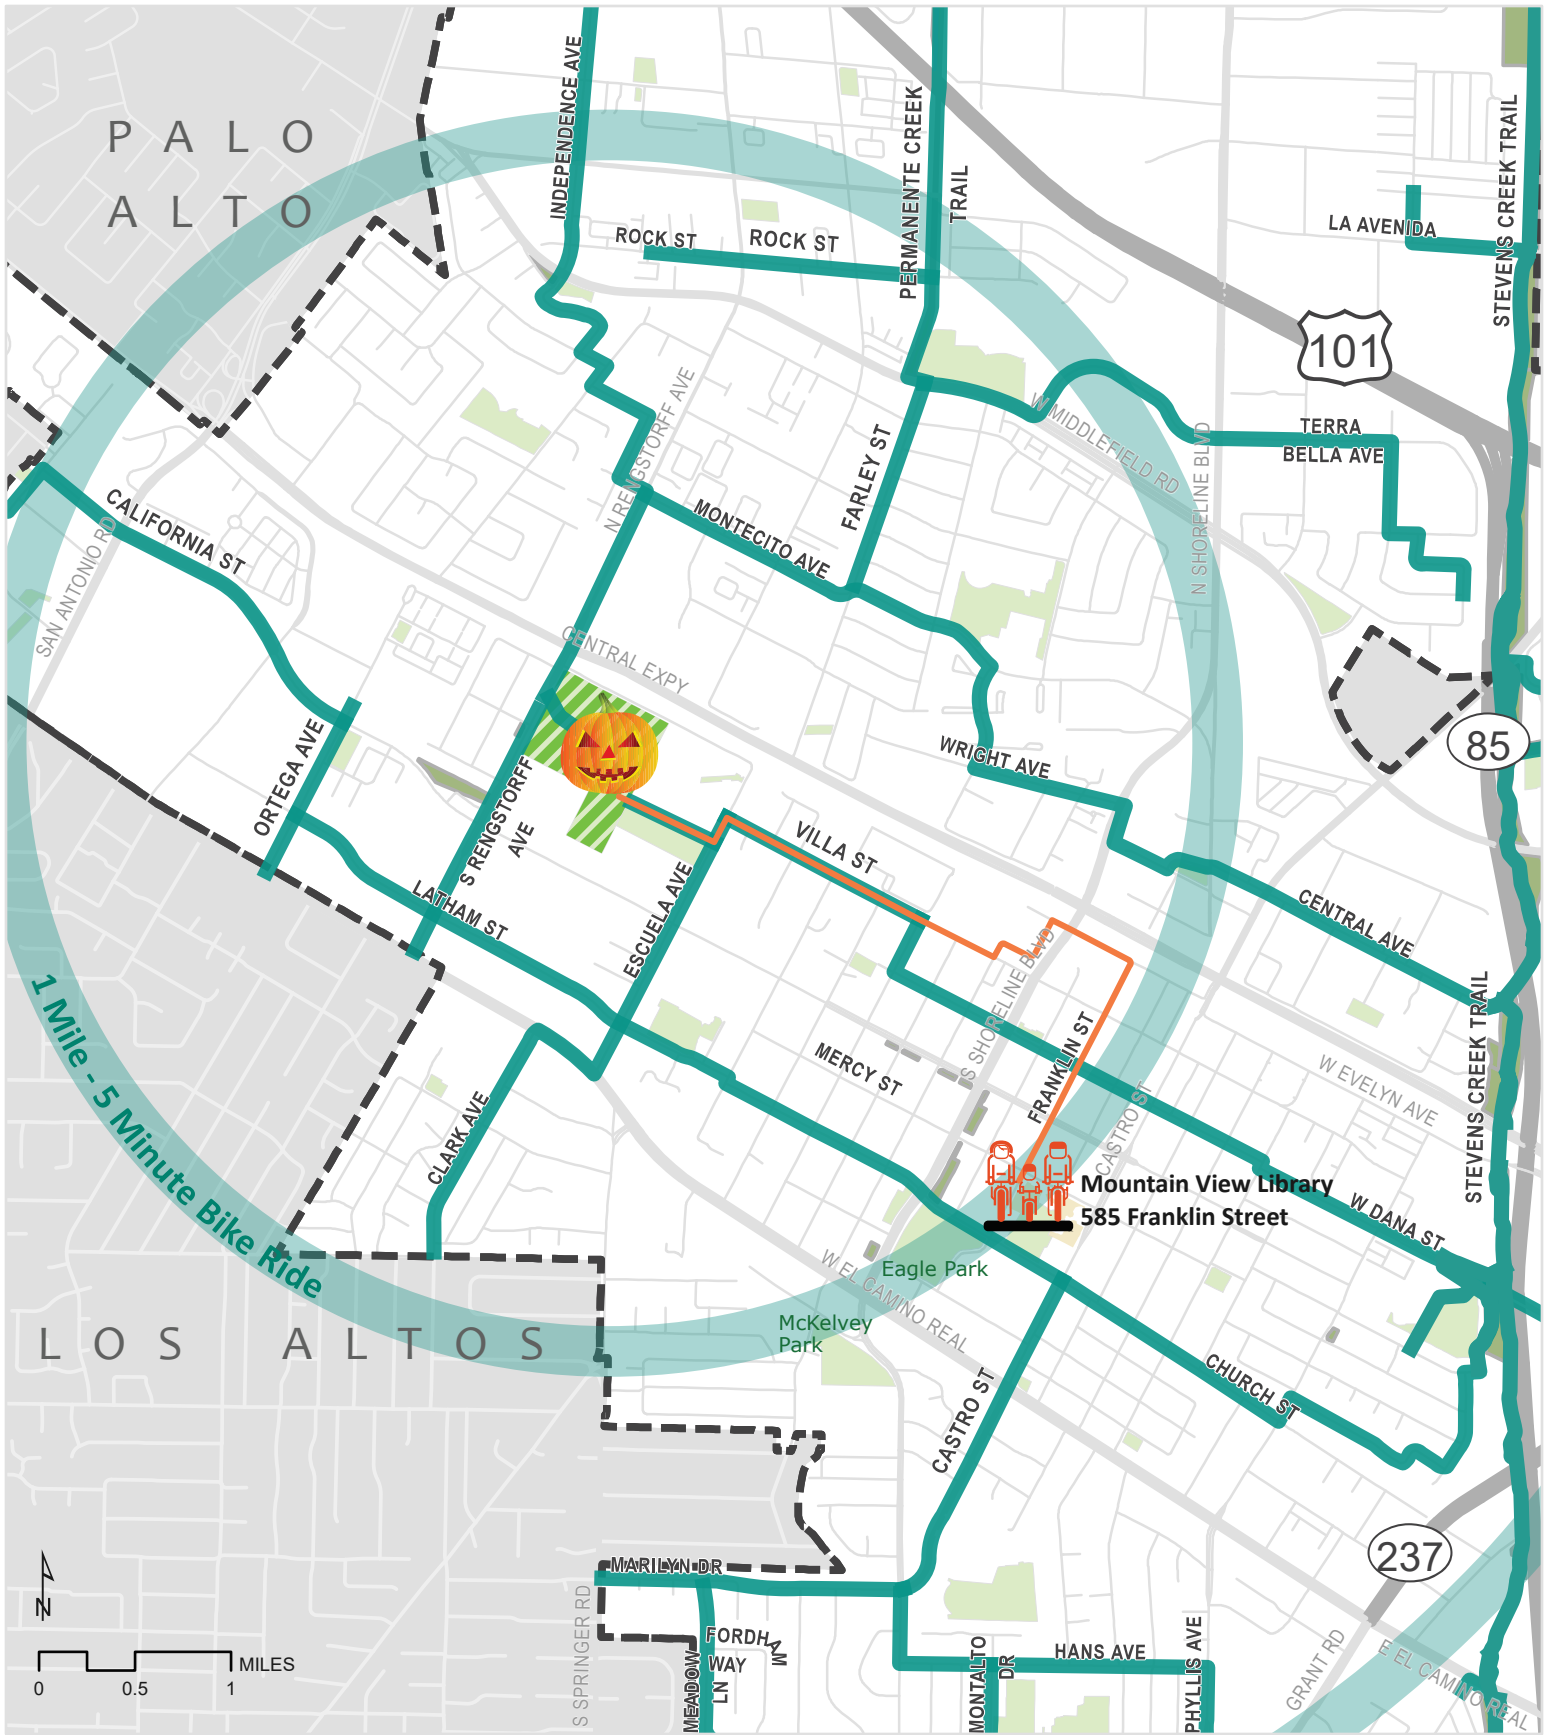 PALO
ALTO
INDEPENDENCE AVE
ROCK ST
ROCK ST
PERMANENTE CREEK
TRAIL
STEVENS CREEK TRAIL
LA AVENIDA
101
N RENGSTORFF AVE
W MIDDLEFIELD RD
N SHORELINE BLVD
TERRA
BELLA AVE
FARLEY ST
MONTECITO AVE
CALIFORNIA ST
SAN ANTONIO RD
CENTRAL EXPY
WRIGHT AVE
85
ORTEGA AVE
S RENGSTORFF
AVE
VILLA ST
LATHAM ST
ESCUELA AVE
CENTRAL AVE
S SHORELINE BLVD
STEVENS CREEK TRAIL
1 Mile - 5 Minute Bike Ride
MERCY ST
FRANKLIN ST
CASTRO ST
W EVELYN AVE
CLARK AVE
Mountain View Library
585 Franklin Street
W DANA ST
W EL CAMINO REAL
Eagle Park
McKelvey
Park
LOS ALTOS
CASTRO ST
CHURCH ST
237
MARILYN DR
S SPRINGER RD
FORDHAM
WAY
MEADOW
LN
MONTALTO
DR
HANS AVE
PHYLLIS AVE
GRANT RD
E EL CAMINO REAL
N
MILES
0 0.5 1